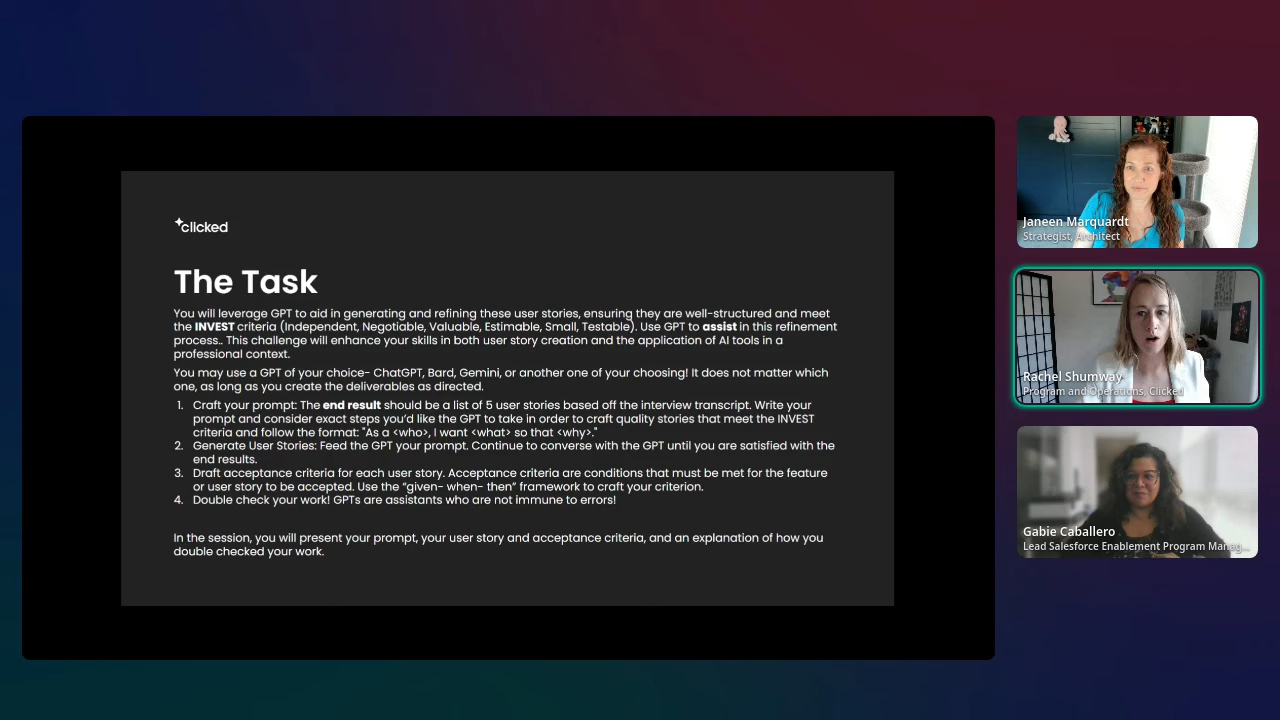 clicked
The Task
You will leverage GPT to aid in generating and refining these user stories, ensuring they are well-structured and meet
the INVEST criteria (Independent, Negotiable, Valuable, Estimable, Small, Testable). Use GPT to assist in this refinement
process.. This challenge will enhance your skills in both user story creation and the application of AI tools in a
professional context.
You may use a GPT of your choice- ChatGPT, Bard, Gemini, or another one of your choosing! It does not matter which
one, as long as you create the deliverables as directed.
1. Craft your prompt: The end result should be a list of 5 user stories based off the interview transcript. Write your
prompt and consider exact steps you'd like the GPT to take in order to craft quality stories that meet the INVEST
criteria and follow the format: "As a <who>, I want <what> so that <why>."
2. Generate User Stories: Feed the GPT your prompt. Continue to converse with the GPT until you are satisfied with the
end results.
3. Draft acceptance criteria for each user story. Acceptance criteria are conditions that must be met for the feature
or user story to be accepted. Use the "given- when- then" framework to craft your criterion.
4. Double check your work! GPTs are assistants who are not immune to errors!
In the session, you will present your prompt, your user story and acceptance criteria, and an explanation of how you
double checked your work.
Janeen Marquardt
Strategist, Architect
Rachel Shumway
Program and Operations, Clicked
Gabie Caballero
Lead Salesforce Enablement Program Manag...